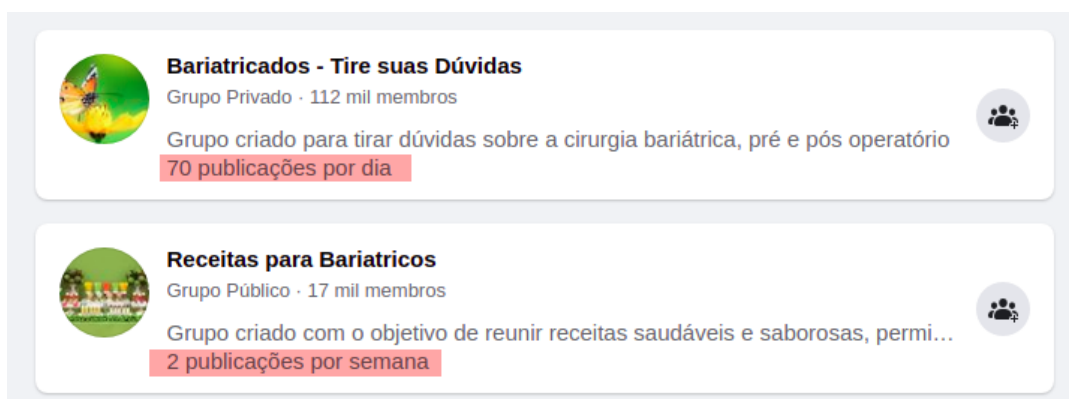 Bariatricados - Tire suas Dúvidas
Grupo Privado · 112 mil membros
Grupo criado para tirar dúvidas sobre a cirurgia bariátrica, pré e pós operatório
70 publicações por dia
Receitas para Bariatricos
Grupo Público · 17 mil membros
Grupo criado com o objetivo de reunir receitas saudáveis e saborosas, permi...
2 publicações por semana